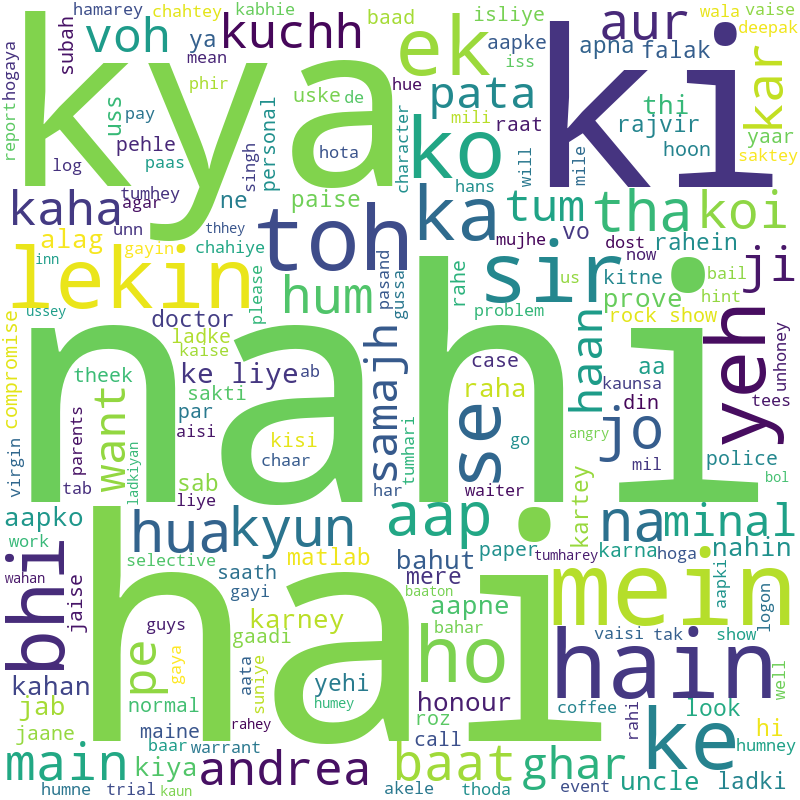 hamarey chahtey kabhie baad isliye aapke ya wala vaise deepak
kya ki
voh kuchh ek aur
subah hogaya mean phir uske de hue iss apna falak kar
report uss pay pehle paas log hota singh personal character
pata mili raat will mile thi rajvir hoon yaar saktey
ko hans
kaha tumhey agar ne paise unn thhey
toh ka tum tha koi
mujhe vo dost now rahein
alag gayin chahiye inn please pasand gussa rahe us kitne bail ji
lekin hum sir prove hint
ussey doctor problem rock show
compromise ladke kaise samajh case haan aa yeh unhoney
theek ke liye ab raha kaunsa tees
nahi
want sakti par aisi kisi chaar tumhari se go angry jo din mil
virgin tab parents ladkiyan sab liye har waiter kartey police bol
aapko hua kyun aap na minal
work selective matlab paper tumharey karna hoga nahin
wahan saath gayi bahut mere baaton
bhi jaise hai mein
guys karney gaadi aapne bahar vaisi tak show aapki logon
kahan pe gaya aata suniye yehi ho hain
jab normal humey honour coffee rahi look well
jaane maine rahey roz call ke hi humney
baar warrant
main kiya andrea baat ghar uncle ladki
humne trial kaun akele thoda event